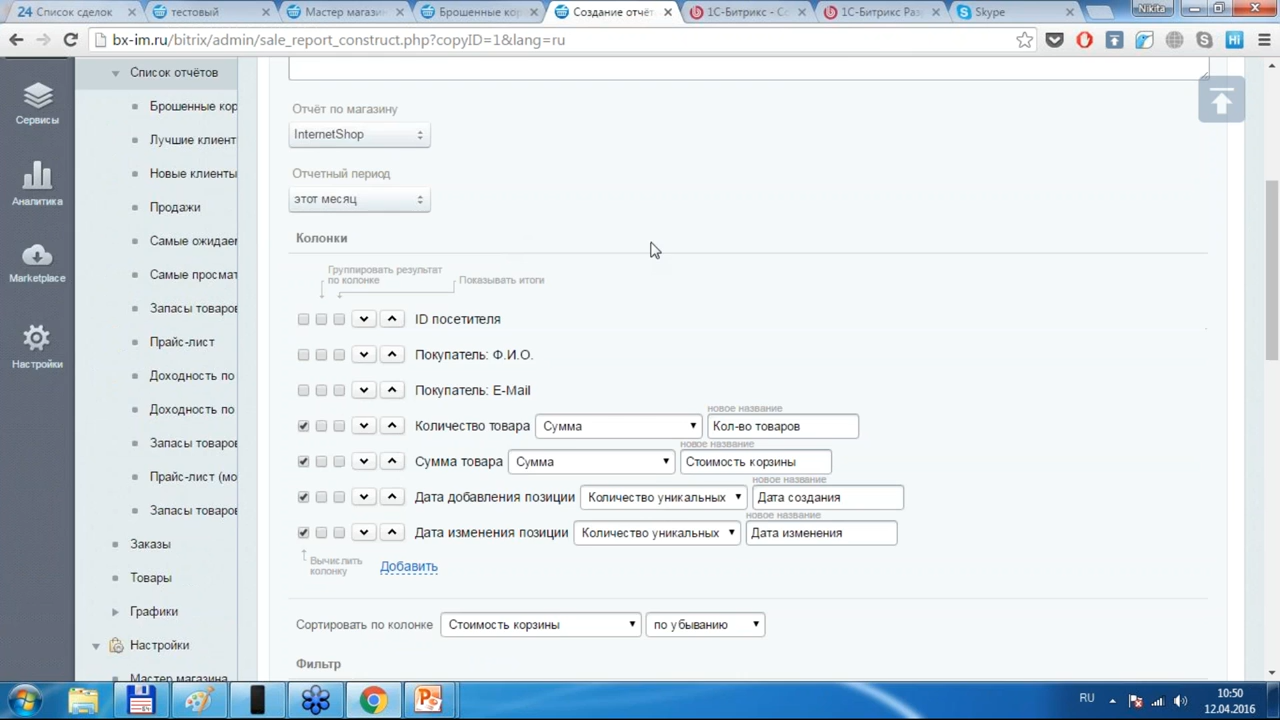 24 Список сделок
тестовый
Мастер магазин
Брошенные кор
Создание отчёт
1С-Битрикс - Со
1С-Битрикс Раз
Skype
Nikita
bx-im.ru/bitrix/admin/sale_report_construct.php?copyID=1&lang=ru
Сервисы
Аналитика
Marketplace
Настройки
Список отчётов
Брошенные кор
Лучшие клиент
Новые клиенты
Продажи
Самые ожидаем
Самые просмат
Запасы товаров
Прайс-лист
Доходность по
Доходность по
Запасы товаров
Прайс-лист (мо
Запасы товаров
Заказы
Товары
Графики
Настройки
Мастер магазина
Отчёт по магазину
InternetShop
Отчетный период
этот месяц
Колонки
Группировать результат
по колонке
Показывать итоги
ID посетителя
Покупатель: Ф.И.О.
Покупатель: E-Mail
новое название
Количество товара Сумма Кол-во товаров
новое название
Сумма товара Сумма Стоимость корзины
новое название
Дата добавления позиции Количество уникальных Дата создания
новое название
Дата изменения позиции Количество уникальных Дата изменения
Вычислить
колонку
Добавить
Сортировать по колонке Стоимость корзины по убыванию
Фильтр
RU
10:50
12.04.2016